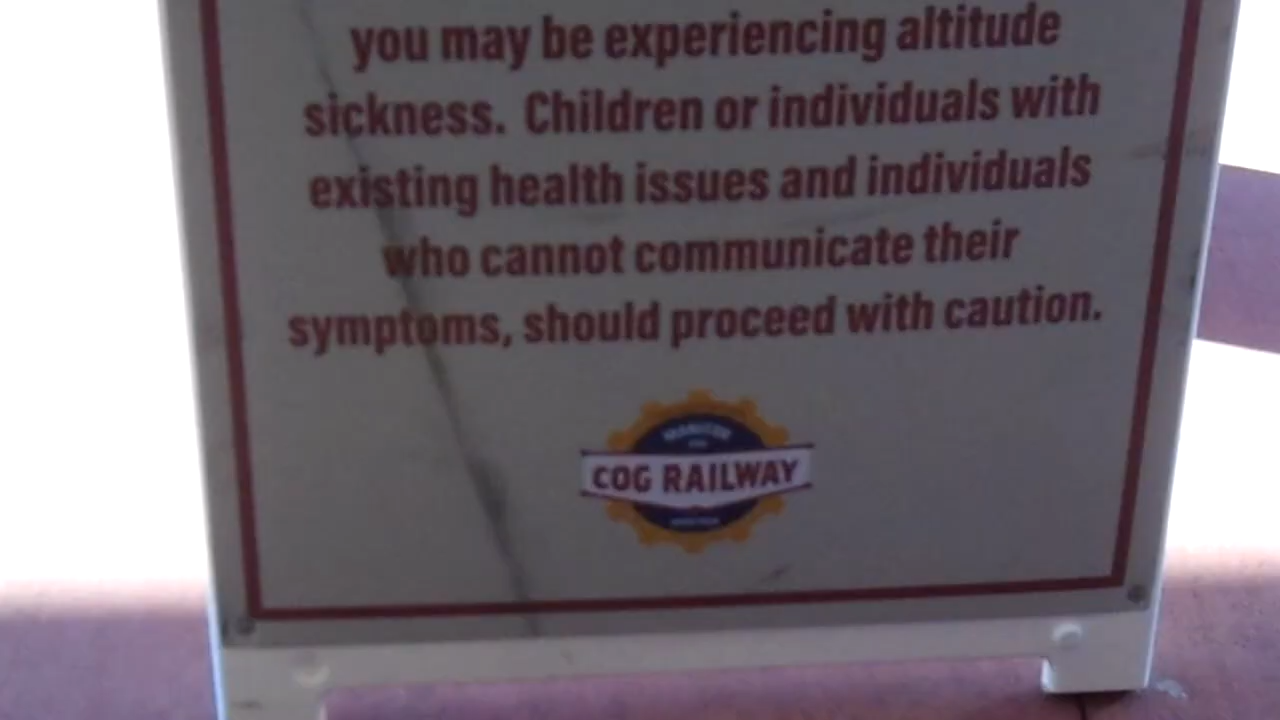 you may be experiencing altitude
sickness. Children or individuals with
existing health issues and individuals
who cannot communicate their
symptoms, should proceed with caution.
COG RAILWAY